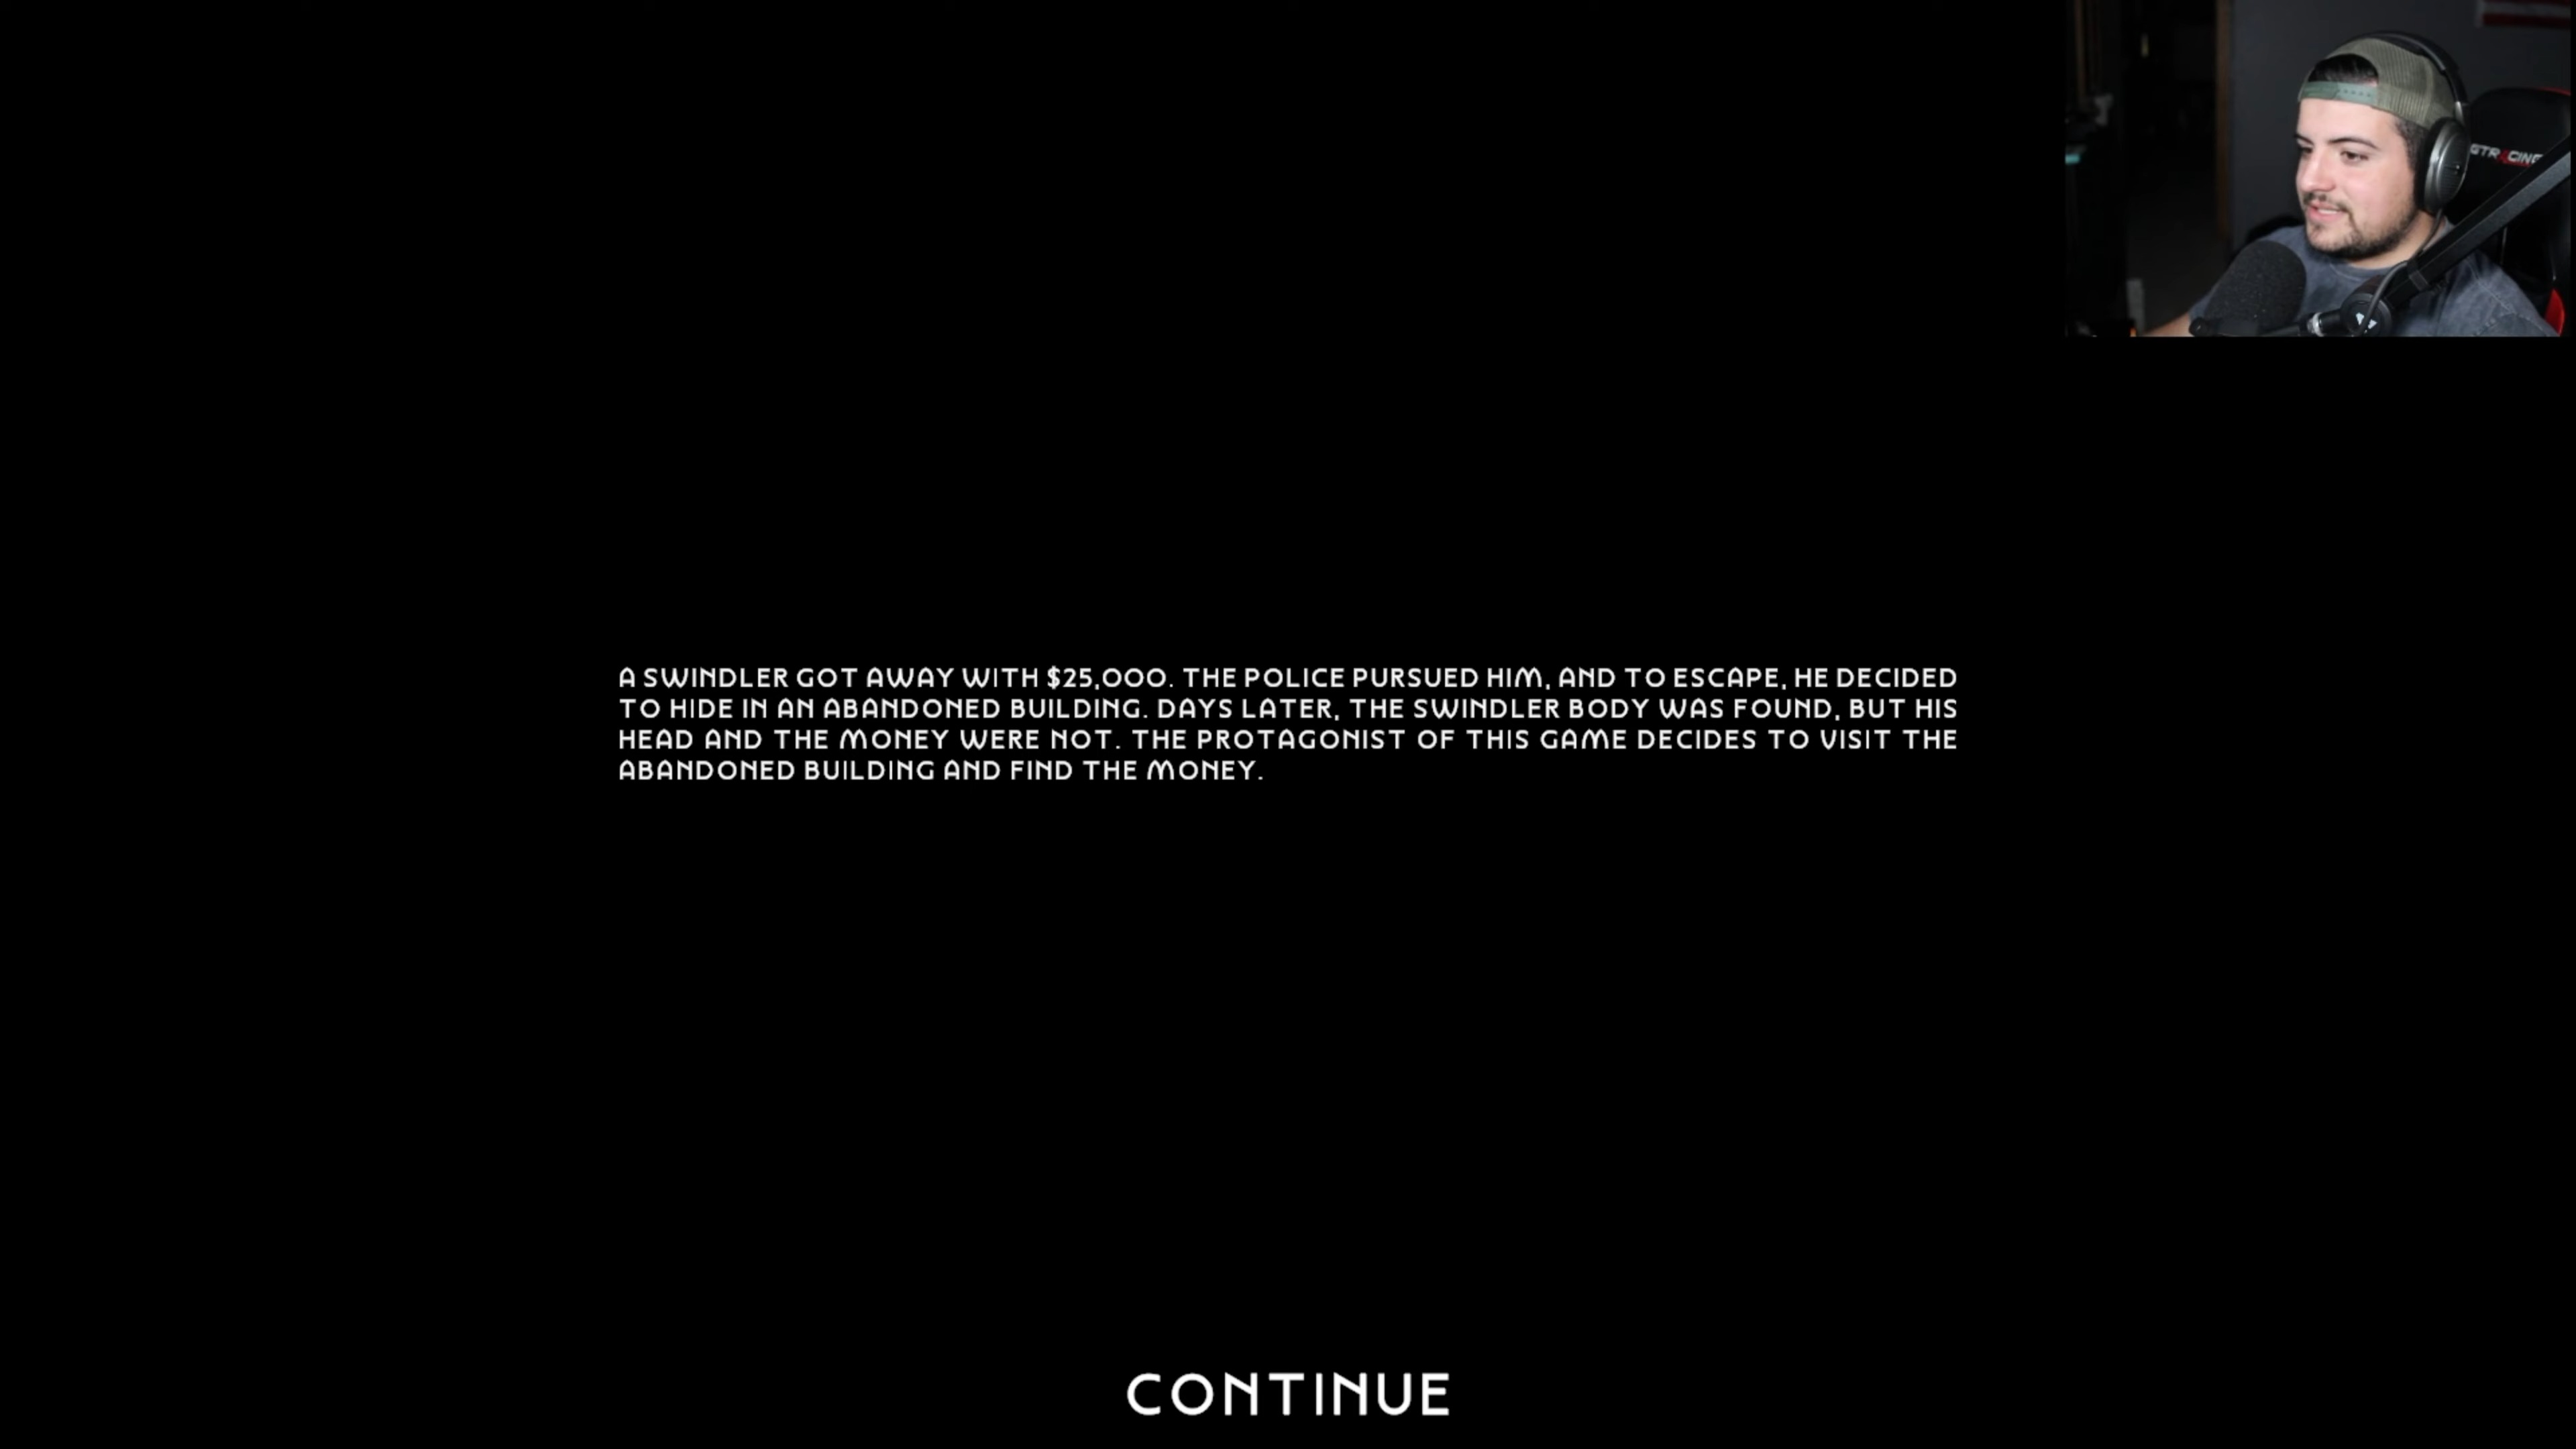 GTRACING
A SWINDLER GOT AWAY WITH $25,000. THE POLICE PURSUED HIM, AND TO ESCAPE, HE DECIDED
TO HIDE IN AN ABANDONED BUILDING. DAYS LATER, THE SWINDLER BODY WAS FOUND, BUT HIS
HEAD AND THE MONEY WERE NOT. THE PROTAGONIST OF THIS GAME DECIDES TO VISIT THE
ABANDONED BUILDING AND FIND THE MONEY.
CONTINUE